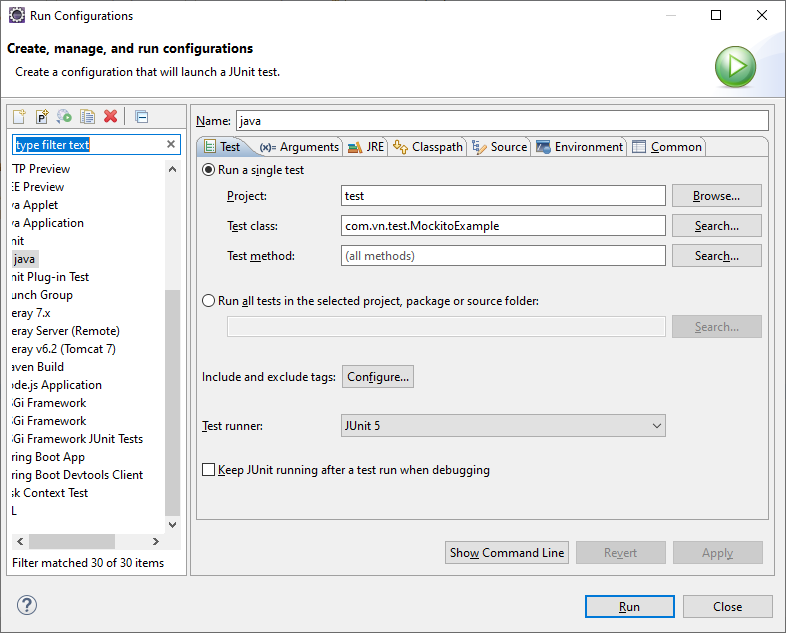 Run Configurations
Create, manage, and run configurations
Create a configuration that will launch a JUnit test.
type filter text
TP Preview
EE Preview
va Applet
va Application
nit
java
nit Plug-in Test
unch Group
eray 7.x
eray Server (Remote)
eray v6.2 (Tomcat 7)
aven Build
de.js Application
Gi Framework
Gi Framework
Gi Framework JUnit Tests
ring Boot App
ring Boot Devtools Client
sk Context Test
L
Filter matched 30 of 30 items
Name: java
Test (x)= Arguments JRE Classpath Source Environment Common
Run a single test
Project: test Browse...
Test class: com.vn.test.MockitoExample Search...
Test method: (all methods) Search...
Run all tests in the selected project, package or source folder:
Search...
Include and exclude tags: Configure...
Test runner: JUnit 5
Keep JUnit running after a test run when debugging
Show Command Line Revert Apply
Run Close